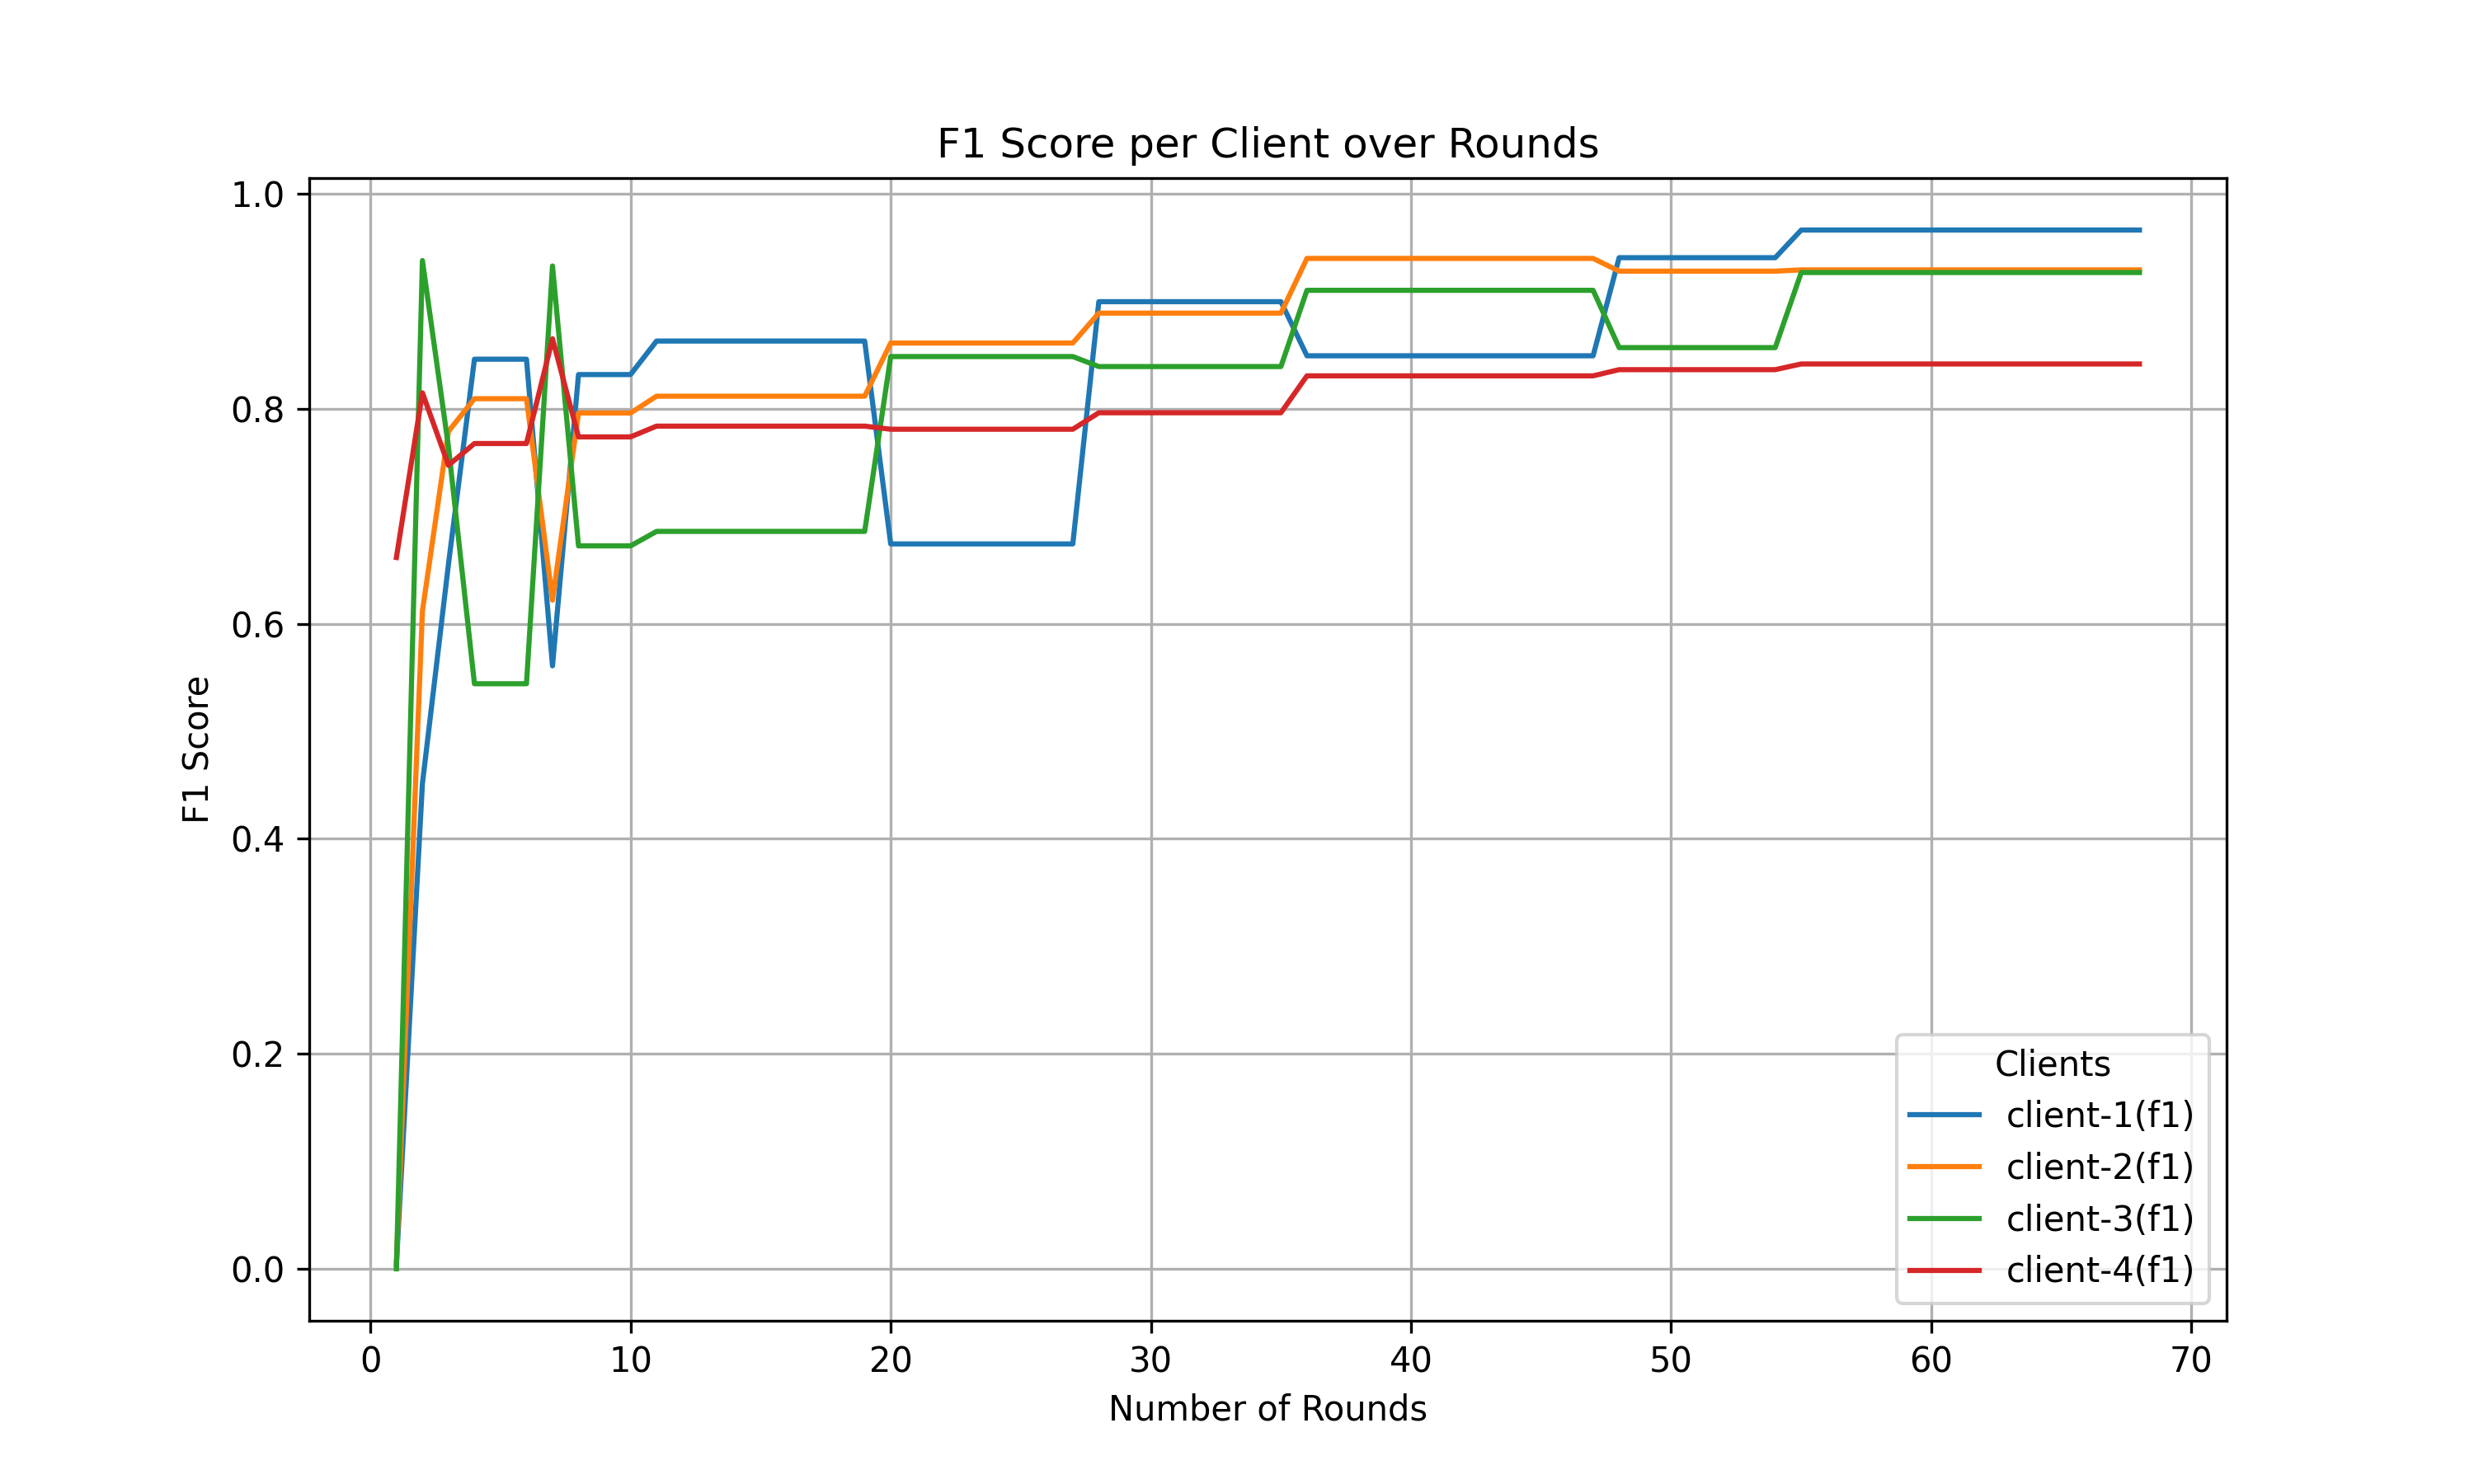 F1 Score per Client over Rounds
1.0
0.8
0.6
0.4
0.2
0.0
F1 Score
0 10 20 30 40 50 60 70
Number of Rounds
Clients
client-1(f1)
client-2(f1)
client-3(f1)
client-4(f1)